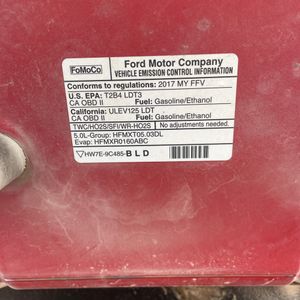 FoMoCo
Ford Motor Company
VEHICLE EMISSION CONTROL INFORMATION
Conforms to regulations: 2017 MY FFV
U.S. EPA: T2B4 LDT3
CA OBD II Fuel: Gasoline/Ethanol
California: ULEV125 LDT
CA OBD II Fuel: Gasoline/Ethanol
TWC/HO2S/SFI/WR-HO2S No adjustments needed.
5.0L-Group: HFMXT05.03DL
Evap: HFMXR0160ABC
HW7E-9C485-BLD